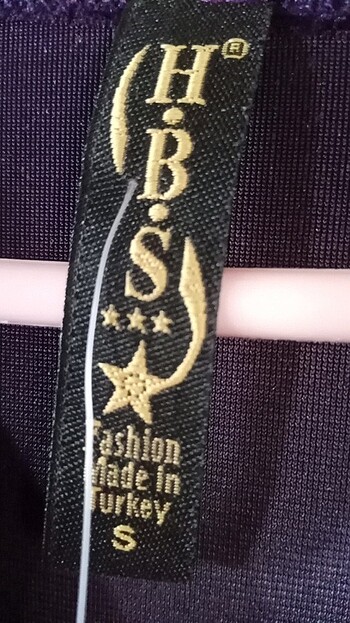 H.B.S ®
Fashion
Made in
Turkey
S